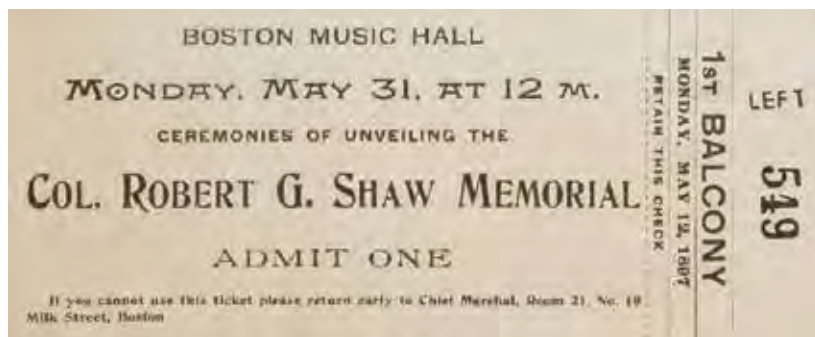 BOSTON MUSIC HALL
MONDAY, MAY 31, AT 12 M.
CEREMONIES OF UNVEILING THE
COL. ROBERT G. SHAW MEMORIAL
ADMIT ONE
If you cannot use this ticket please return early to Chief Marshal, Room 21, No. 19
Milk Street, Boston
RETAIN THIS CHECK
MONDAY, MAY 12, 1897
1ST BALCONY
LEFT
549